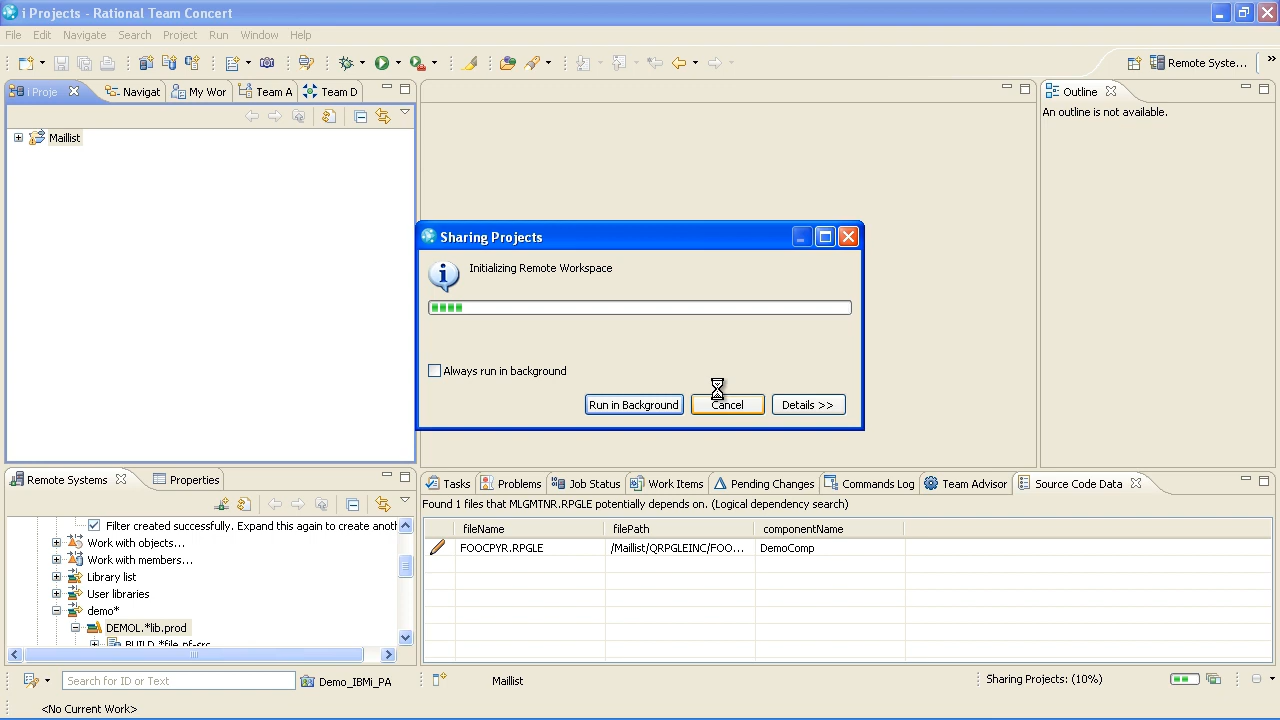 i Projects - Rational Team Concert
File Edit Navigate Search Project Run Window Help
Remote Syste...
i Proje
Navigat
My Wor
Team A
Team D
Outline
An outline is not available.
Maillist
Sharing Projects
Initializing Remote Workspace
Always run in background
Run in Background
Cancel
Details >>
Remote Systems
Properties
Filter created successfully. Expand this again to create anot
Work with objects...
Work with members...
Library list
User libraries
demo*
DEMOL.*lib.prod
BUILD.*file.pf-src
Tasks
Problems
Job Status
Work Items
Pending Changes
Commands Log
Team Advisor
Source Code Data
Found 1 files that MLGMTNR.RPGLE potentially depends on. (Logical dependency search)
fileName filePath componentName
FOOCPYR.RPGLE /Maillist/QRPGLEINC/FOO... DemoComp
Search for ID or Text
Demo_IBMi_PA
Maillist
Sharing Projects: (10%)
<No Current Work>